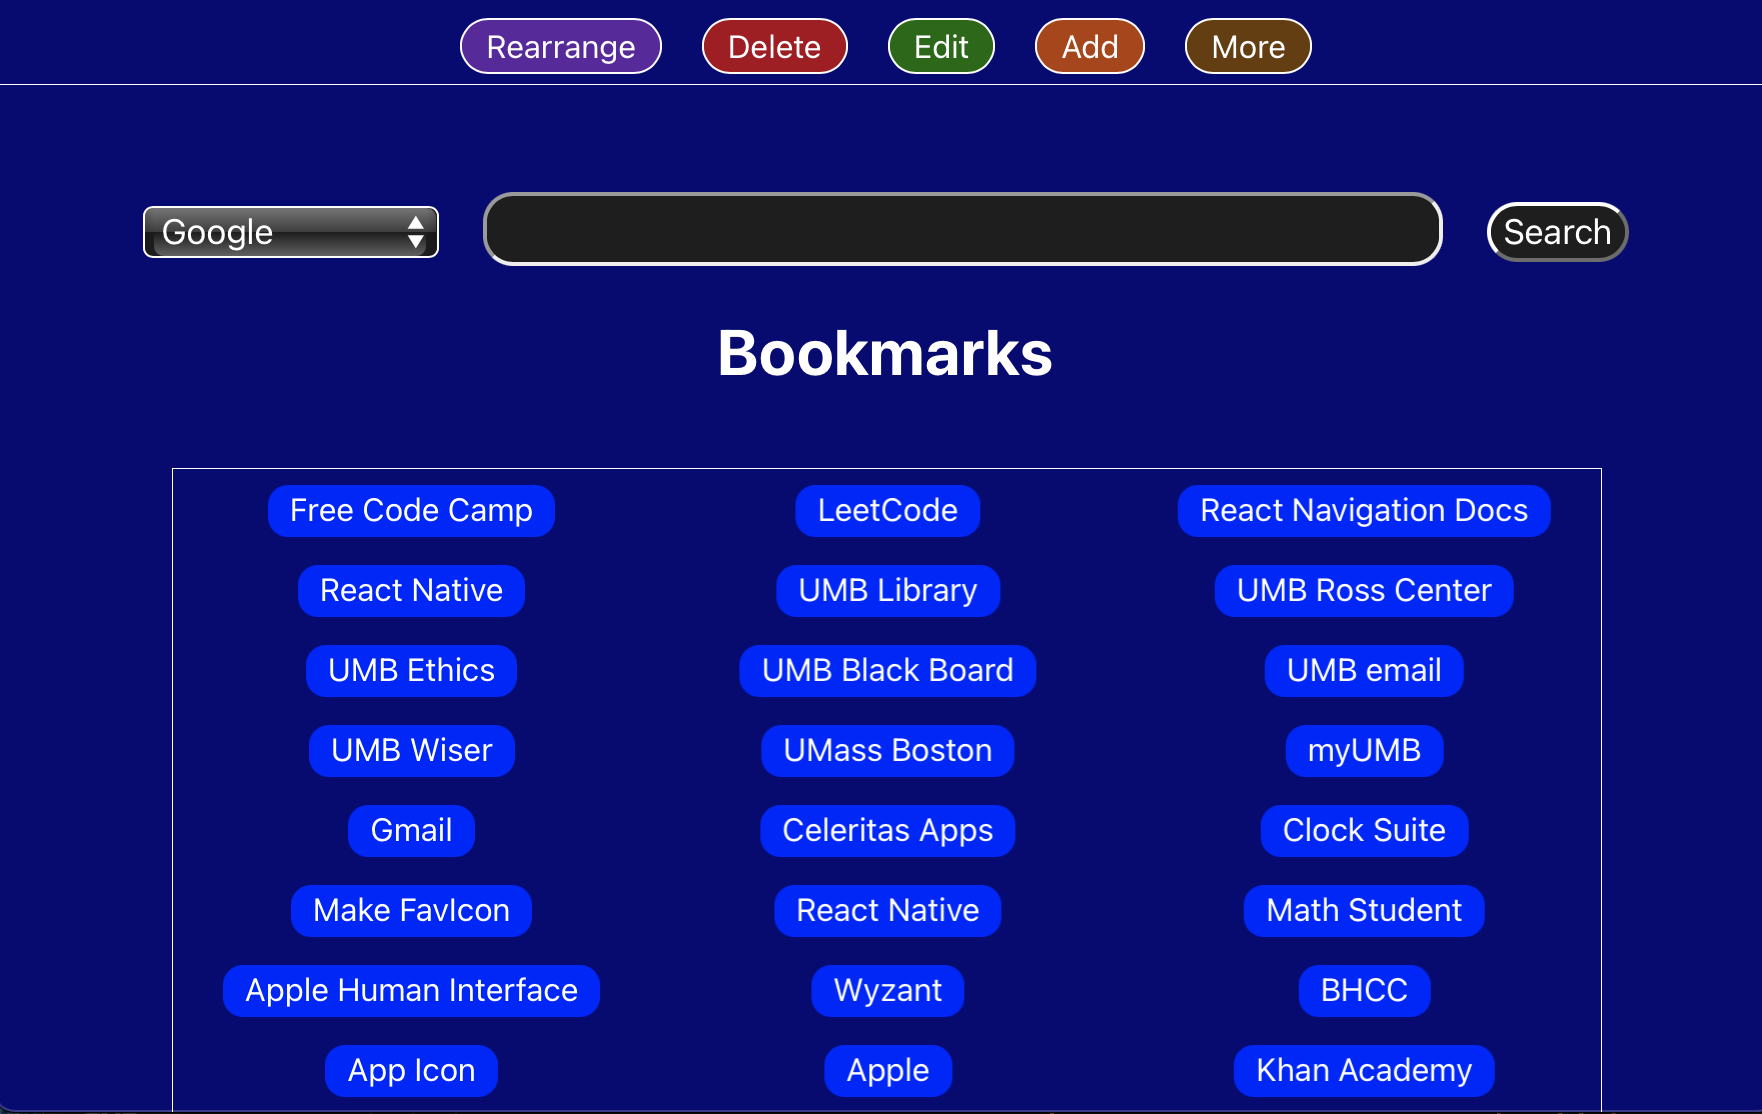 Rearrange Delete Edit Add More
Google Search
Bookmarks
Free Code Camp LeetCode React Navigation Docs
React Native UMB Library UMB Ross Center
UMB Ethics UMB Black Board UMB email
UMB Wiser UMass Boston myUMB
Gmail Celeritas Apps Clock Suite
Make FavIcon React Native Math Student
Apple Human Interface Wyzant BHCC
App Icon Apple Khan Academy